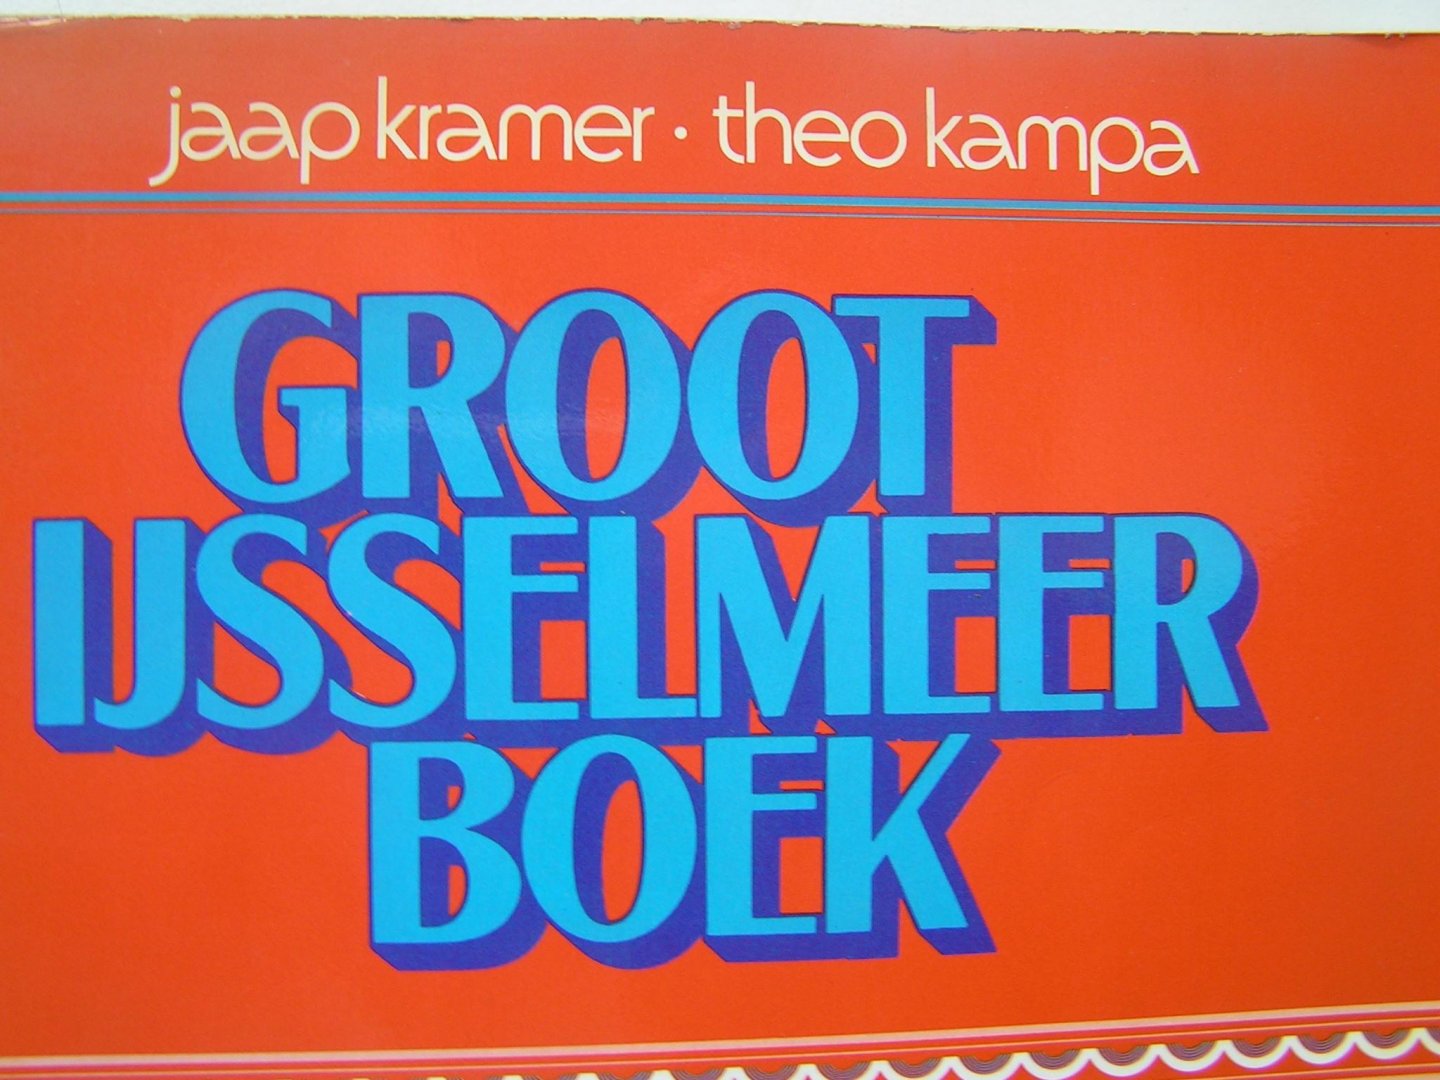 jaap kramer · theo kampa
GROOT
IJSSELMEER
BOEK